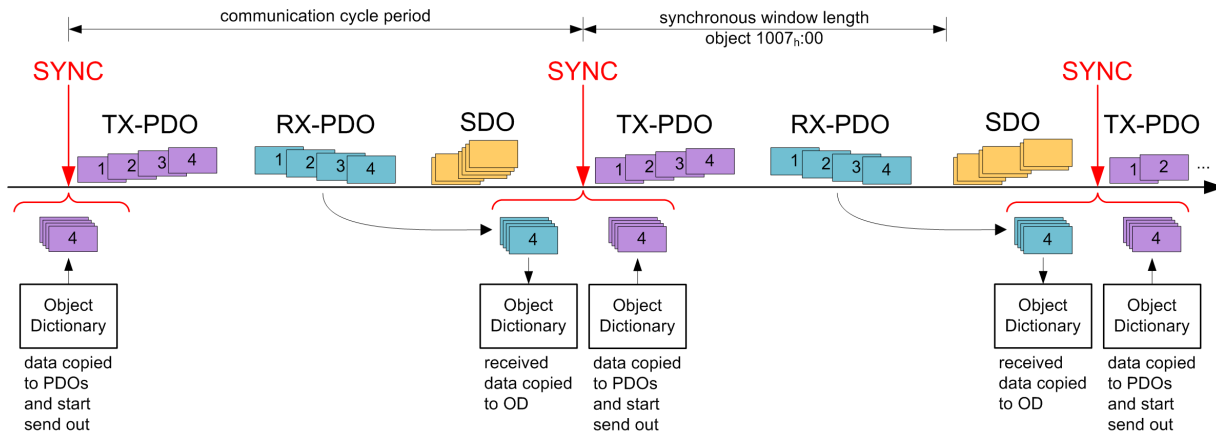 communication cycle period
synchronous window length
object 1007h:00
SYNC
SYNC
SYNC
TX-PDO
RX-PDO
SDO
TX-PDO
RX-PDO
SDO
TX-PDO
1 2 3 4
1 2 3 4
1 2 3 4
1 2 3 4
1 2 ...
4
4
4
4
4
Object
Dictionary
data copied
to PDOs
and start
send out
Object
Dictionary
received
data copied
to OD
Object
Dictionary
data copied
to PDOs
and start
send out
Object
Dictionary
received
data copied
to OD
Object
Dictionary
data copied
to PDOs
and start
send out